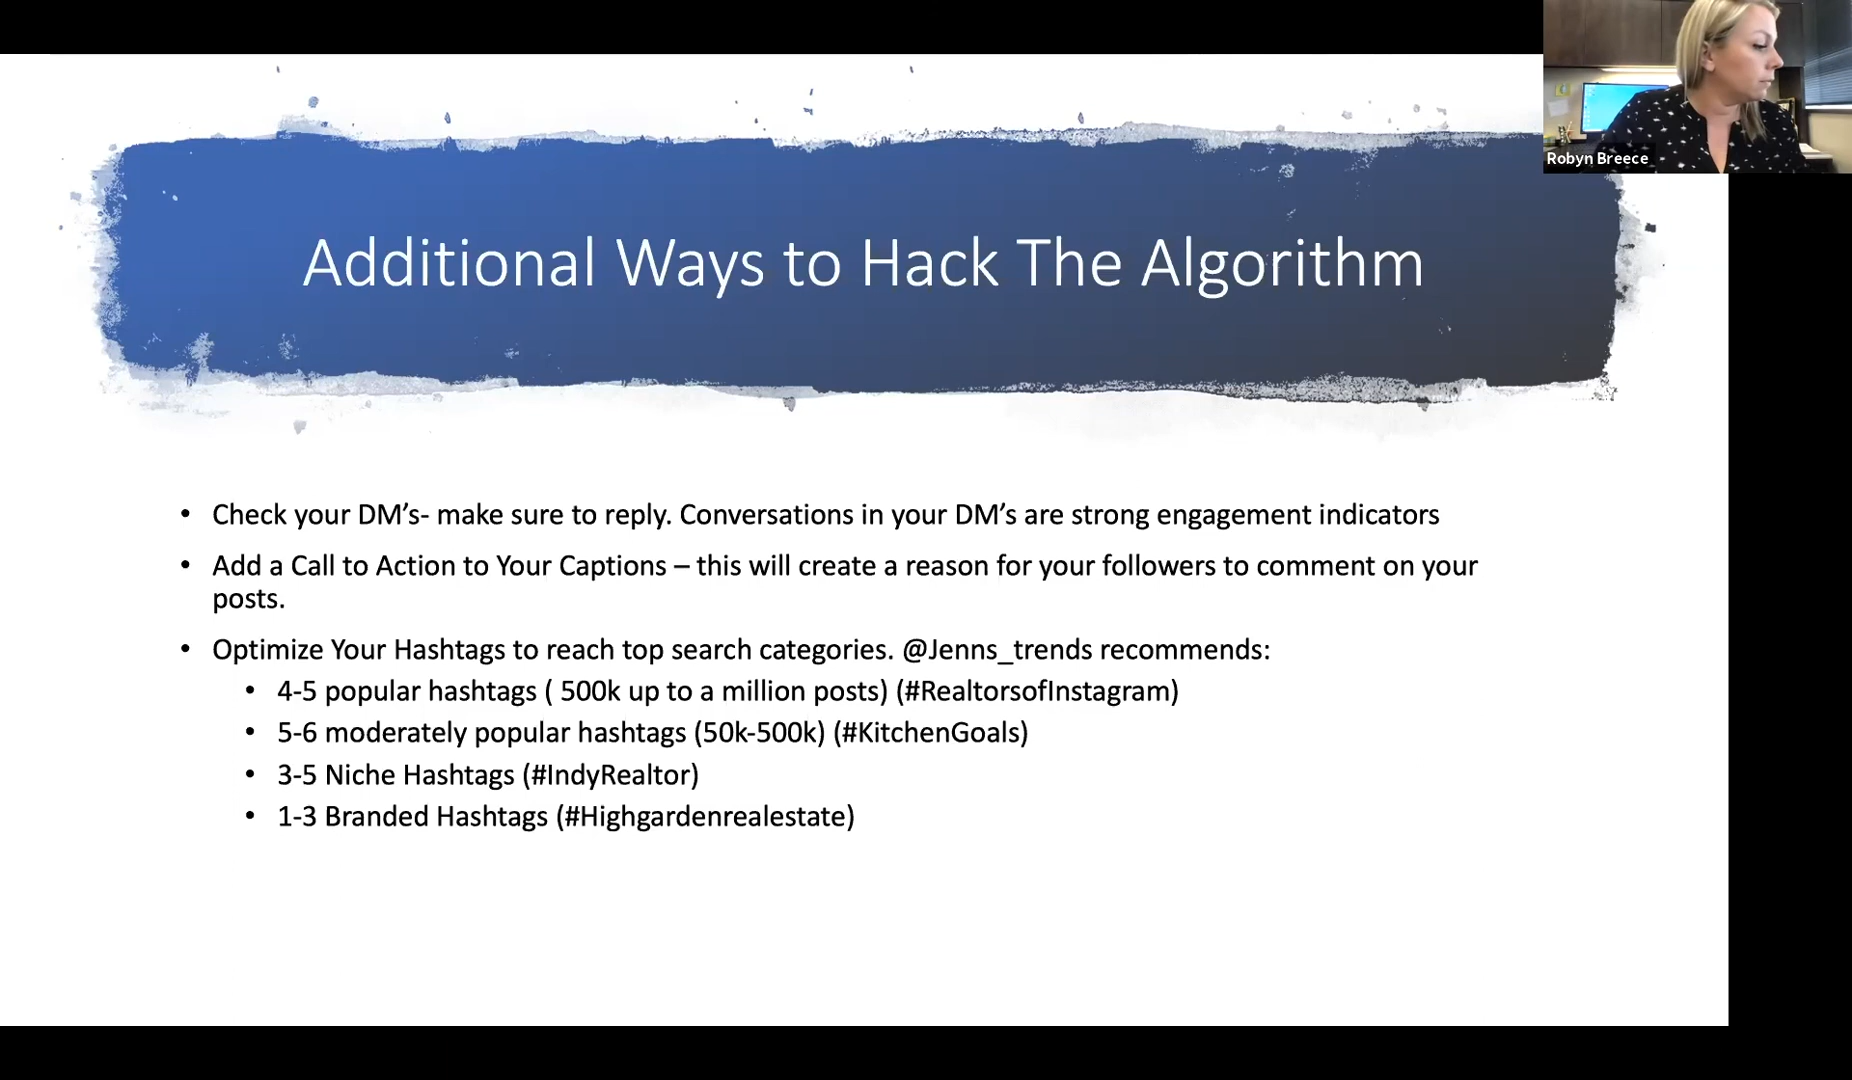 Robyn Breece
Additional Ways to Hack The Algorithm
• Check your DM’s- make sure to reply. Conversations in your DM’s are strong engagement indicators
• Add a Call to Action to Your Captions – this will create a reason for your followers to comment on your
posts.
• Optimize Your Hashtags to reach top search categories. @Jenns_trends recommends:
• 4-5 popular hashtags ( 500k up to a million posts) (#RealtorsofInstagram)
• 5-6 moderately popular hashtags (50k-500k) (#KitchenGoals)
• 3-5 Niche Hashtags (#IndyRealtor)
• 1-3 Branded Hashtags (#Highgardenrealestate)